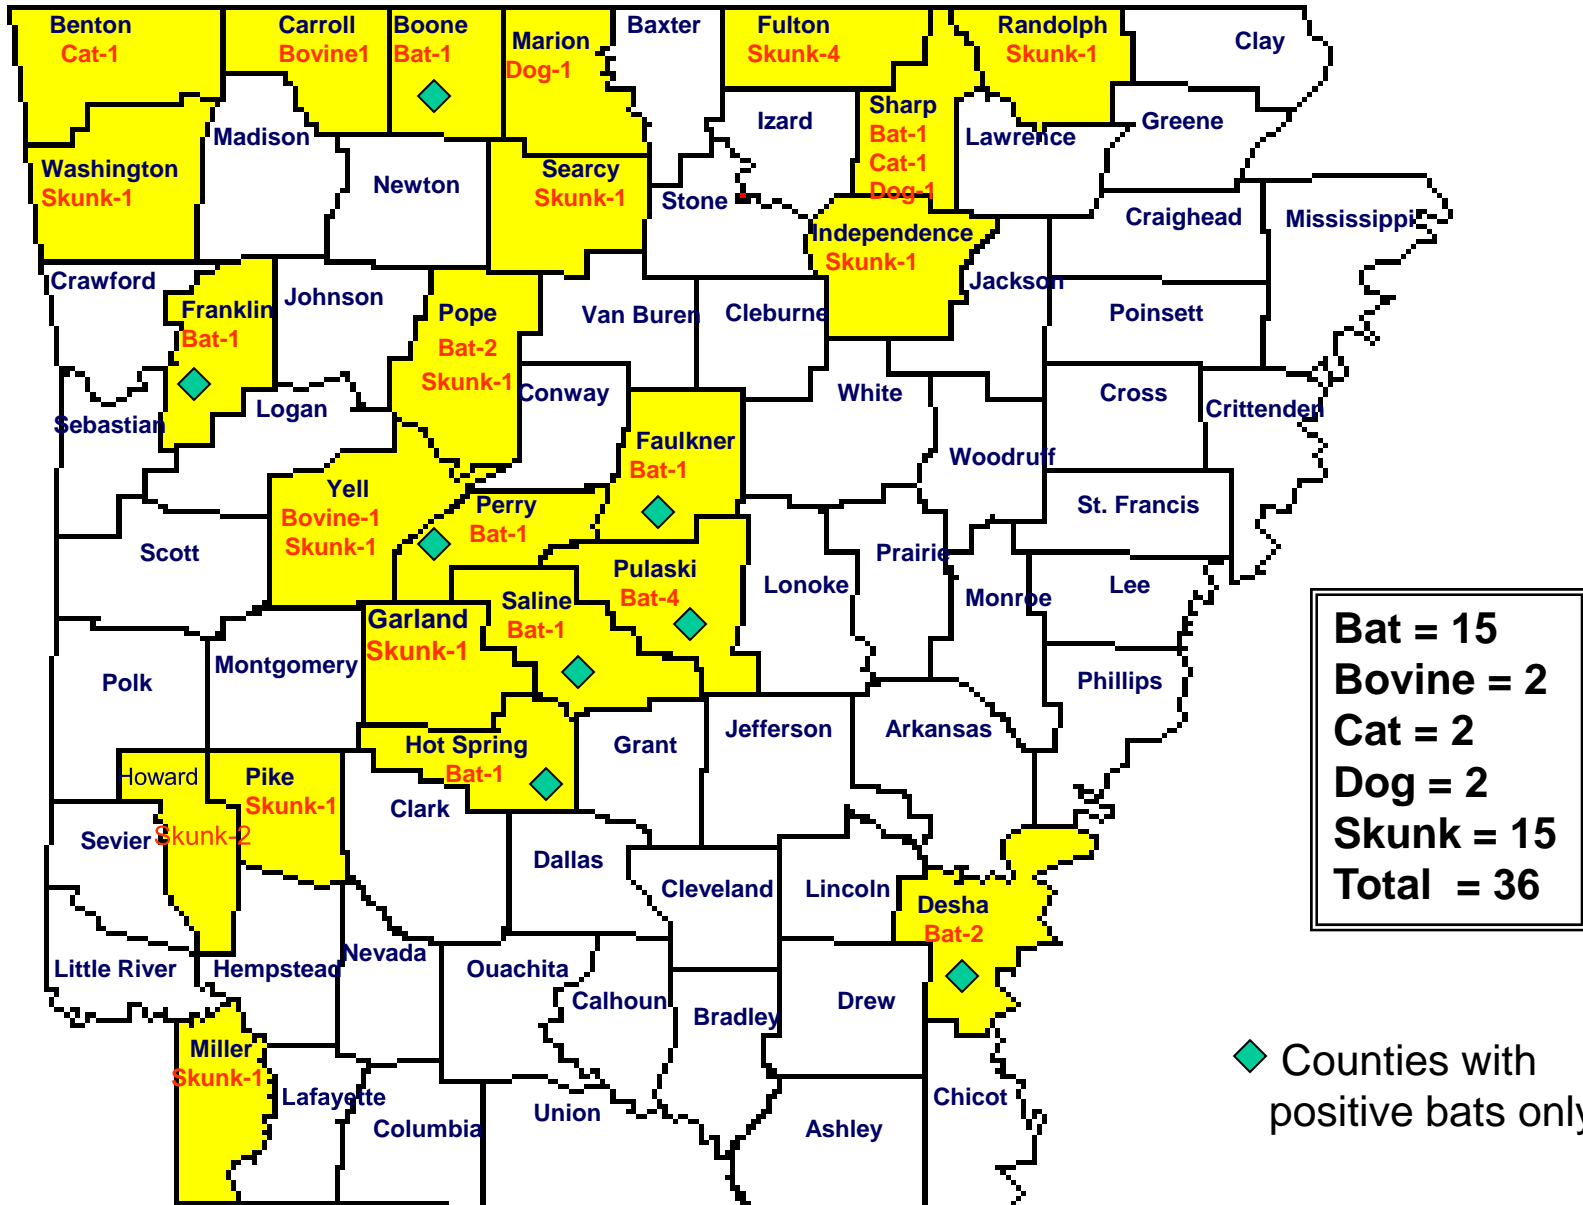 Benton
Cat-1
Carroll
Bovine1
Boone
Bat-1
Marion
Dog-1
Baxter
Fulton
Skunk-4
Randolph
Skunk-1
Clay
Washington
Skunk-1
Madison
Newton
Searcy
Skunk-1
Stone
Izard
Sharp
Bat-1
Cat-1
Dog-1
Lawrence
Greene
Independence
Skunk-1
Craighead
Mississippi
Crawford
Franklin
Bat-1
Johnson
Pope
Bat-2
Skunk-1
Van Buren
Cleburne
Jackson
Poinsett
Sebastian
Logan
Conway
Faulkner
Bat-1
White
Woodruff
Cross
Crittenden
Yell
Bovine-1
Skunk-1
Perry
Bat-1
St. Francis
Scott
Pulaski
Bat-4
Lonoke
Prairie
Monroe
Lee
Saline
Bat-1
Garland
Skunk-1
Polk
Montgomery
Phillips
Hot Spring
Bat-1
Grant
Jefferson
Arkansas
Howard
Skunk-2
Pike
Skunk-1
Clark
Sevier
Dallas
Cleveland
Lincoln
Desha
Bat-2
Little River
Hempstead
Nevada
Ouachita
Calhoun
Bradley
Drew
Miller
Skunk-1
Lafayette
Columbia
Union
Ashley
Chicot
Bat = 15
Bovine = 2
Cat = 2
Dog = 2
Skunk = 15
Total = 36
Counties with
positive bats only